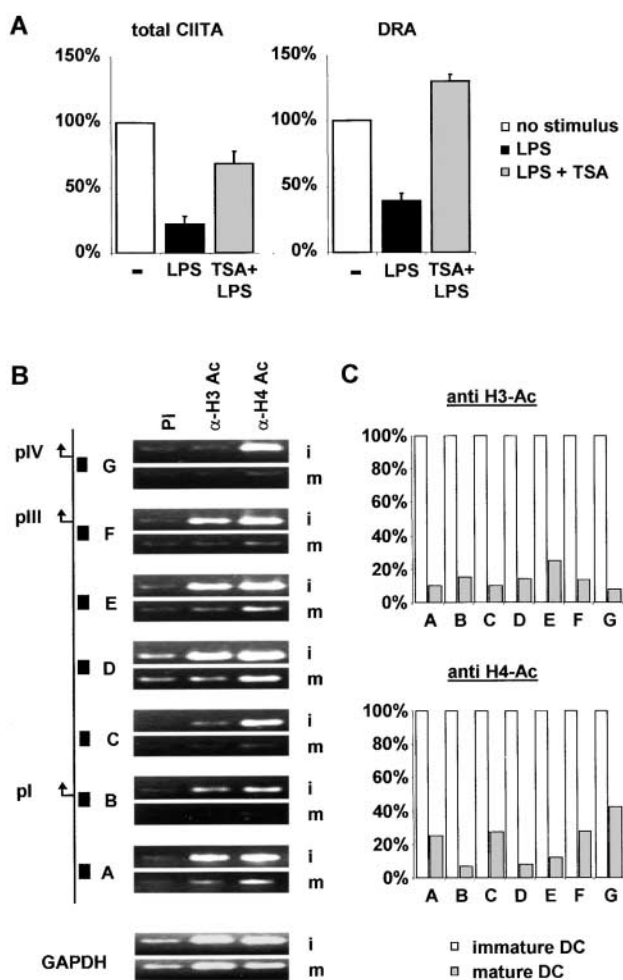 A
total CIITA
DRA
150%
100%
50%
0%
- LPS TSA+ LPS
150%
100%
50%
0%
- LPS TSA+ LPS
no stimulus
LPS
LPS + TSA
B
PI α-H3 Ac α-H4 Ac
pIV
G
i
m
pIII
F
i
m
E
i
m
D
i
m
C
i
m
pI
B
i
m
A
i
m
GAPDH
i
m
C
anti H3-Ac
100%
80%
60%
40%
20%
0%
A B C D E F G
anti H4-Ac
100%
80%
60%
40%
20%
0%
A B C D E F G
immature DC
mature DC